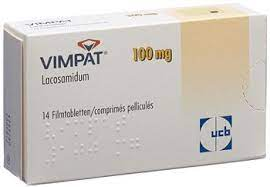 VIMPAT® 100 mg
Lacosamidum
14 Filmtabletten/comprimés pelliculés
ucb